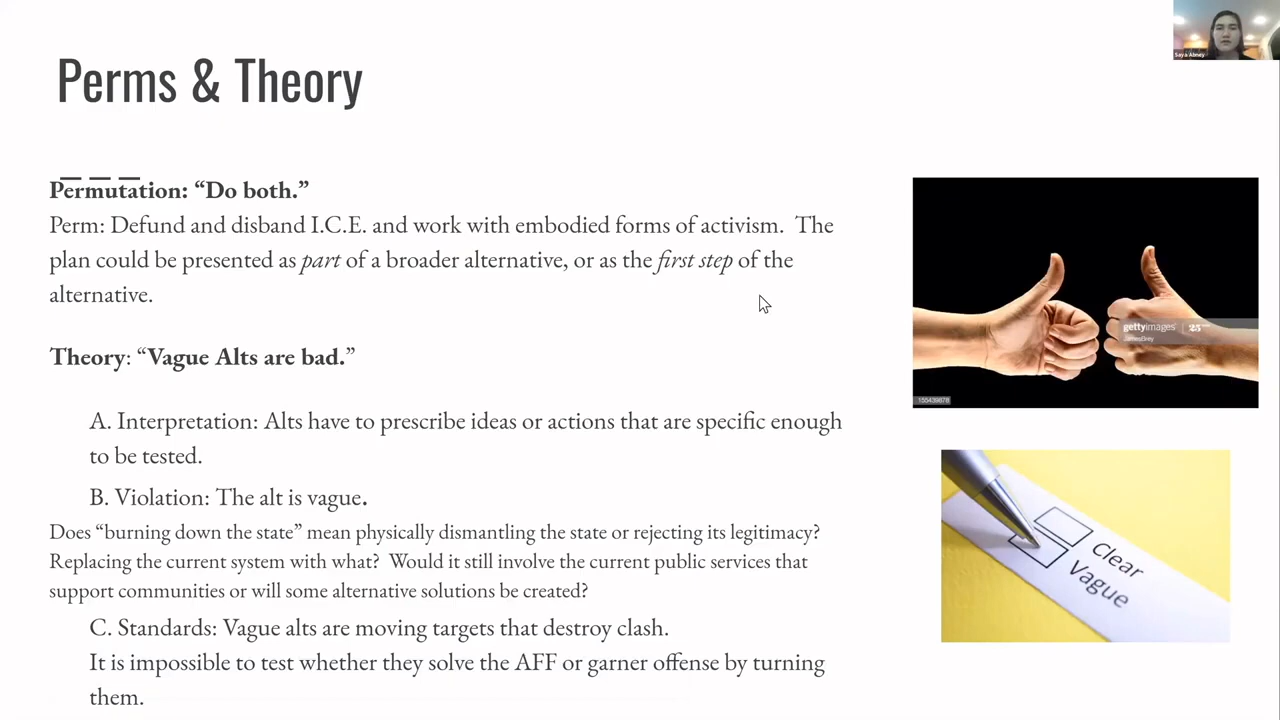 Saya Abney
Perms & Theory
Permutation: “Do both.”
Perm: Defund and disband I.C.E. and work with embodied forms of activism.  The
plan could be presented as part of a broader alternative, or as the first step of the
alternative.
Theory: “Vague Alts are bad.”
A. Interpretation: Alts have to prescribe ideas or actions that are specific enough
to be tested.
B. Violation: The alt is vague.
Does “burning down the state” mean physically dismantling the state or rejecting its legitimacy?
Replacing the current system with what?  Would it still involve the current public services that
support communities or will some alternative solutions be created?
C. Standards: Vague alts are moving targets that destroy clash.
It is impossible to test whether they solve the AFF or garner offense by turning
them.
gettyimages
JamesBrey
155439878
Clear
Vague